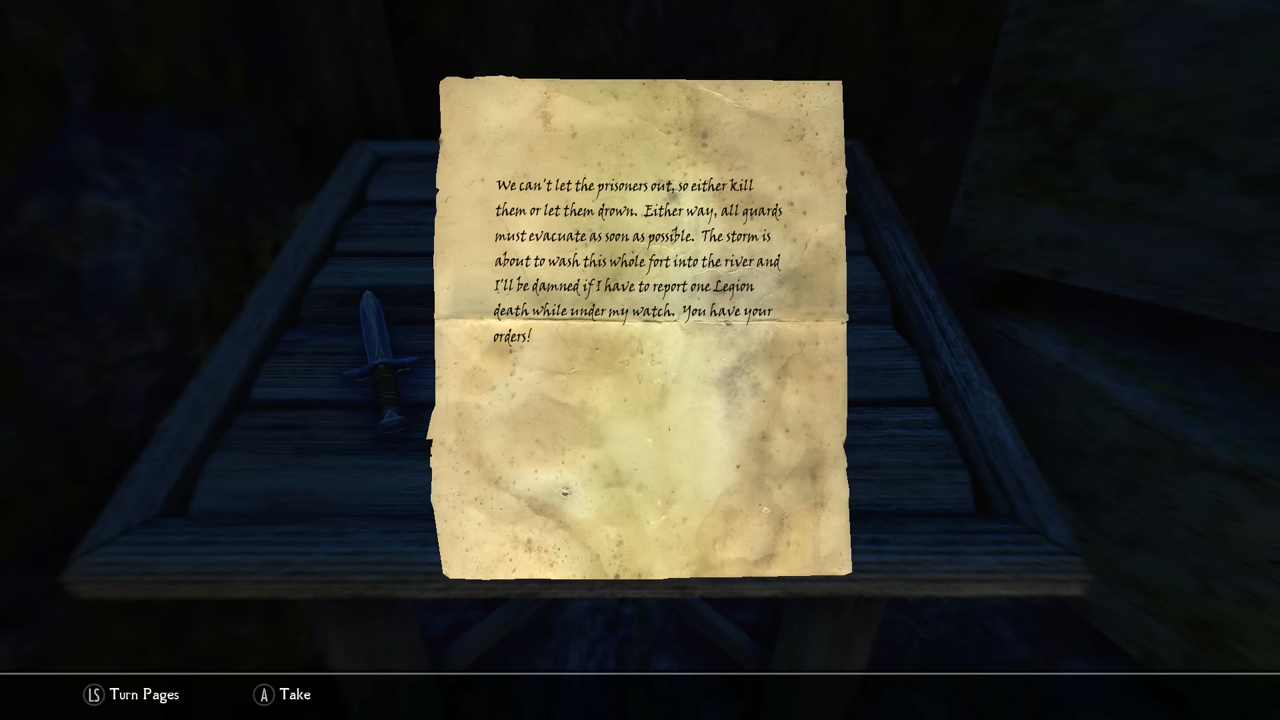 We can't let the prisoners out, so either kill
them or let them drown. Either way, all guards
must evacuate as soon as possible. The storm is
about to wash this whole fort into the river and
I'll be damned if I have to report one Legion
death while under my watch. You have your
orders!
LS Turn Pages A Take